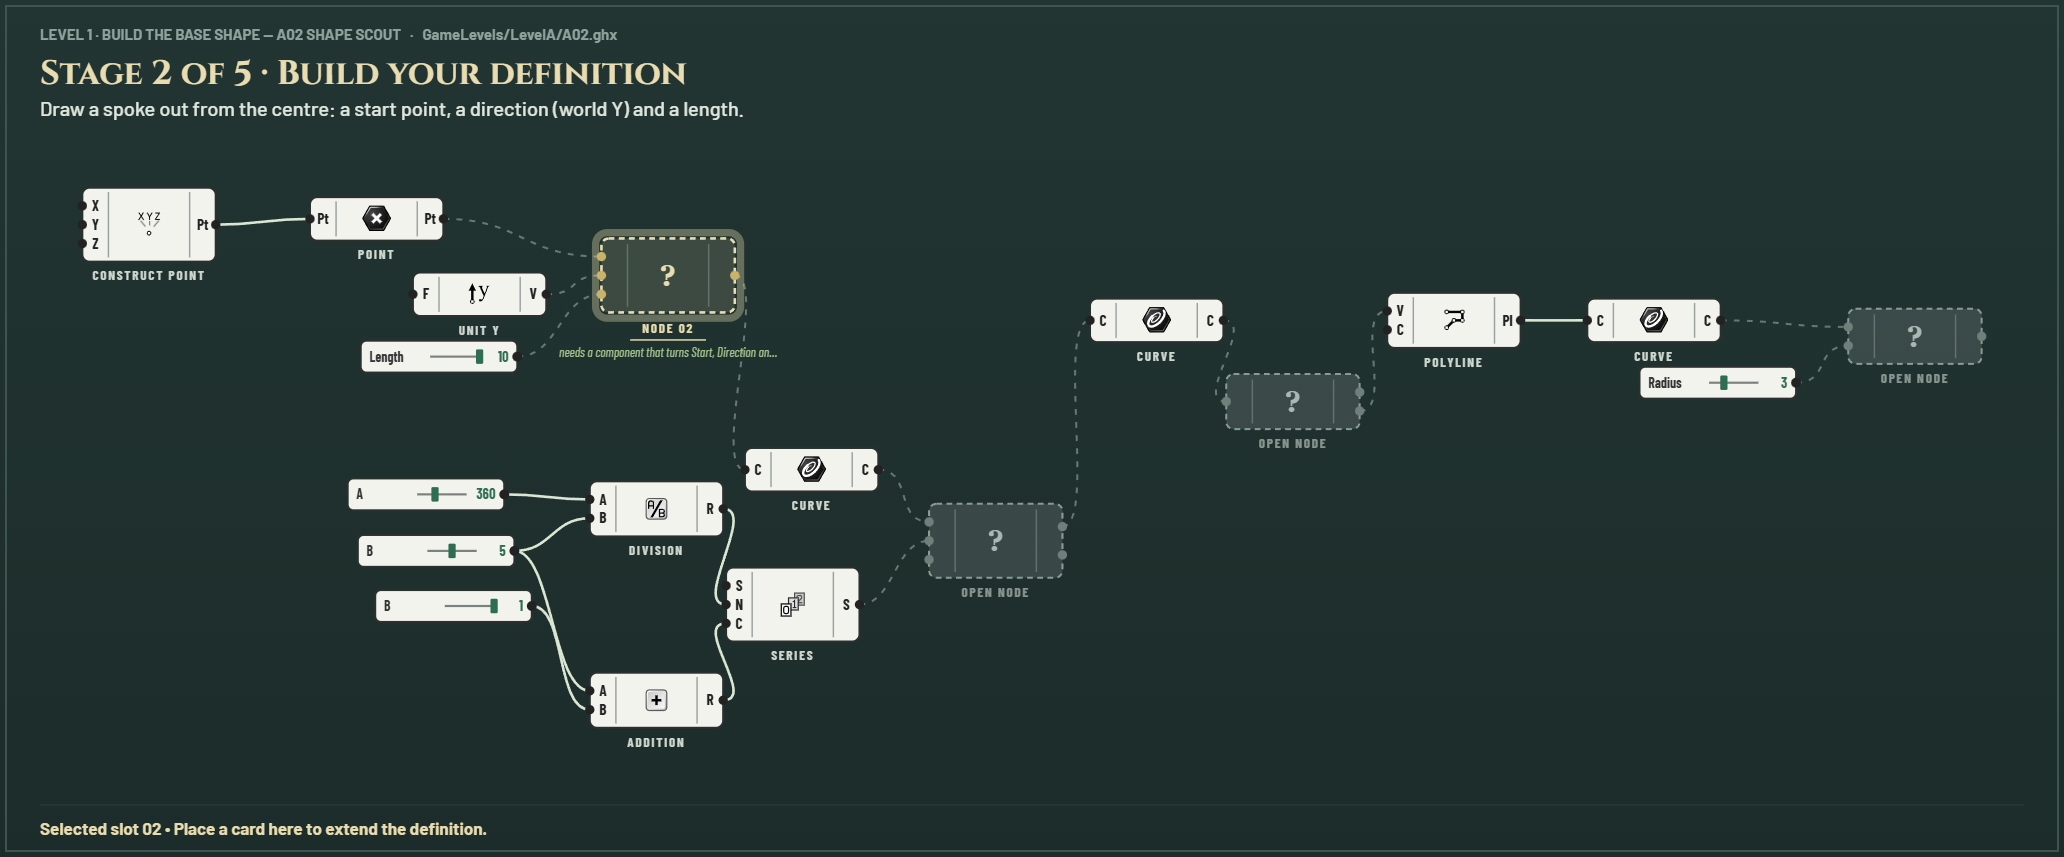 LEVEL 1 · BUILD THE BASE SHAPE — A02 SHAPE SCOUT · GameLevels/LevelA/A02.ghx
STAGE 2 OF 5 · BUILD YOUR DEFINITION
Draw a spoke out from the centre: a start point, a direction (world Y) and a length.
X
Y
Z
XYZ
Pt
CONSTRUCT POINT
Pt
Pt
POINT
F
y
V
UNIT Y
Length
10
?
NODE 02
needs a component that turns Start, Direction an...
C
C
CURVE
?
OPEN NODE
V
C
Pl
POLYLINE
C
C
CURVE
Radius
3
?
OPEN NODE
C
C
CURVE
A
360
B
5
B
1
A
B
A/B
R
DIVISION
S
N
C
0 1 2
S
SERIES
A
B
+
R
ADDITION
?
OPEN NODE
Selected slot 02 • Place a card here to extend the definition.